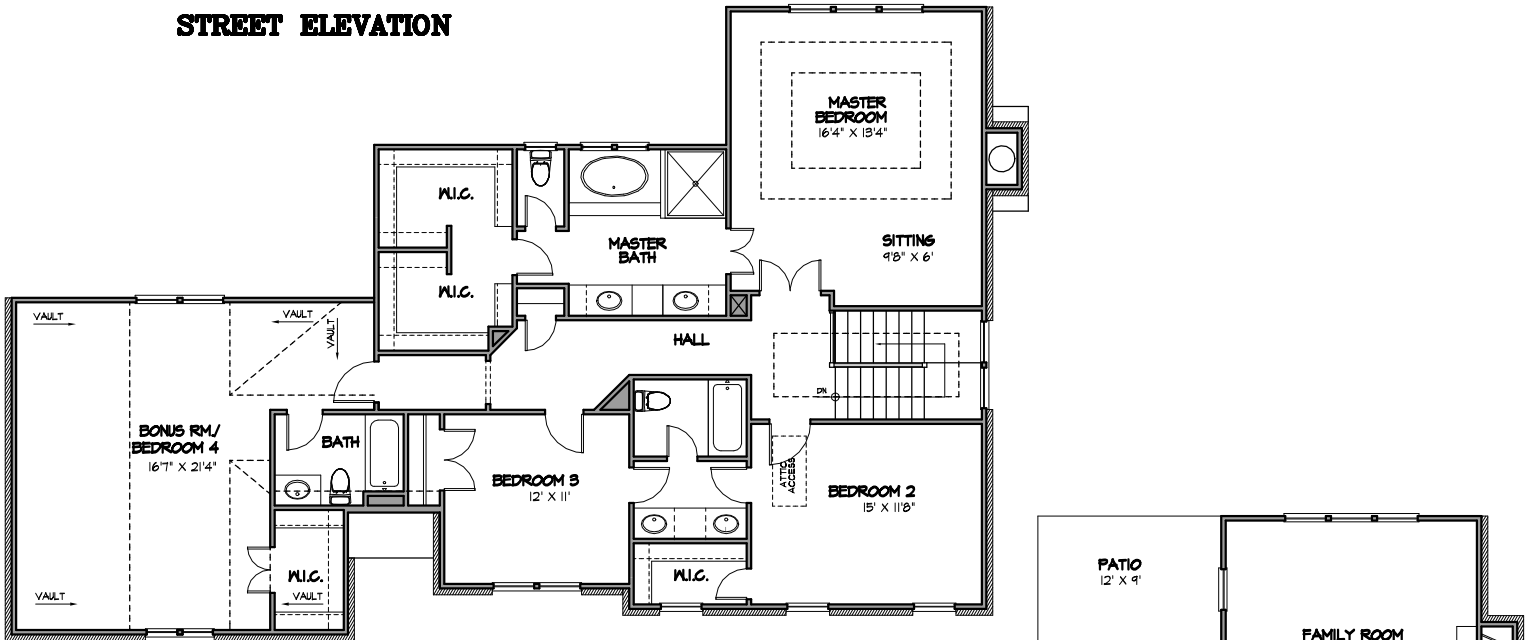 STREET ELEVATION
MASTER
BEDROOM
16'4" X 13'4"
W.I.C.
MASTER
BATH
SITTING
9'8" X 6'
W.I.C.
VAULT
VAULT
VAULT
HALL
DN
BONUS RM./
BEDROOM 4
16'7" X 21'4"
BATH
BEDROOM 3
12' X 11'
ATTIC
ACCESS
BEDROOM 2
15' X 11'8"
W.I.C.
W.I.C.
VAULT
VAULT
PATIO
12' X 9'
FAMILY ROOM